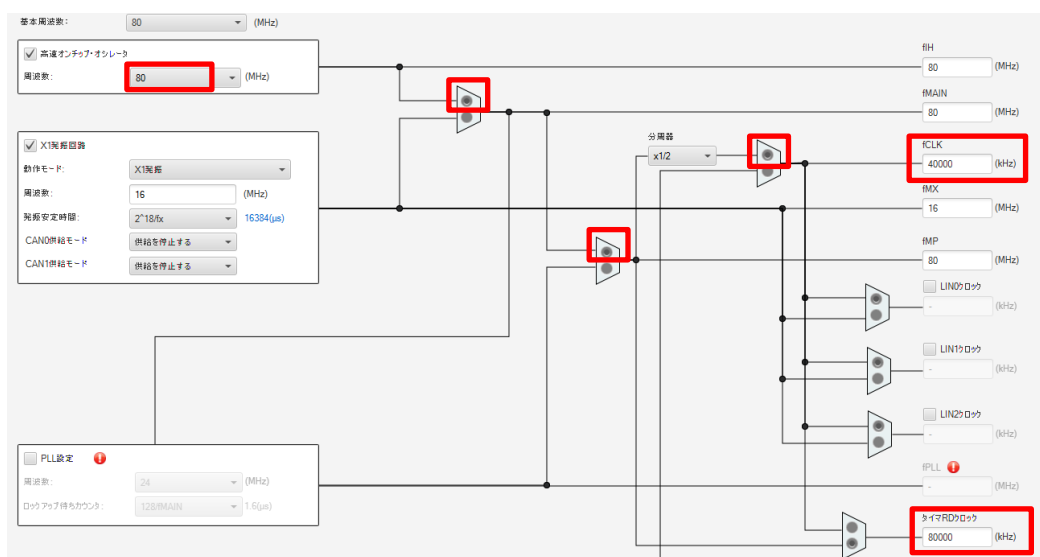 基本周波数: 80 (MHz)
高速オンチップ・オシレータ
周波数: 80 (MHz)
fIH
80 (MHz)
fMAIN
80 (MHz)
X1発振回路
動作モード: X1発振
周波数: 16 (MHz)
発振安定時間: 2^18/fx 16384(μs)
CAN0供給モード 供給を停止する
CAN1供給モード 供給を停止する
分周器
x1/2
fCLK
40000 (kHz)
fMX
16 (MHz)
fMP
80 (MHz)
LIN0クロック
- (kHz)
LIN1クロック
- (kHz)
LIN2クロック
- (kHz)
PLL設定
周波数: 24 (MHz)
ロックアップ待ちカウンタ: 128/fMAIN 1.6(μs)
fPLL
- (MHz)
タイマRDクロック
80000 (kHz)